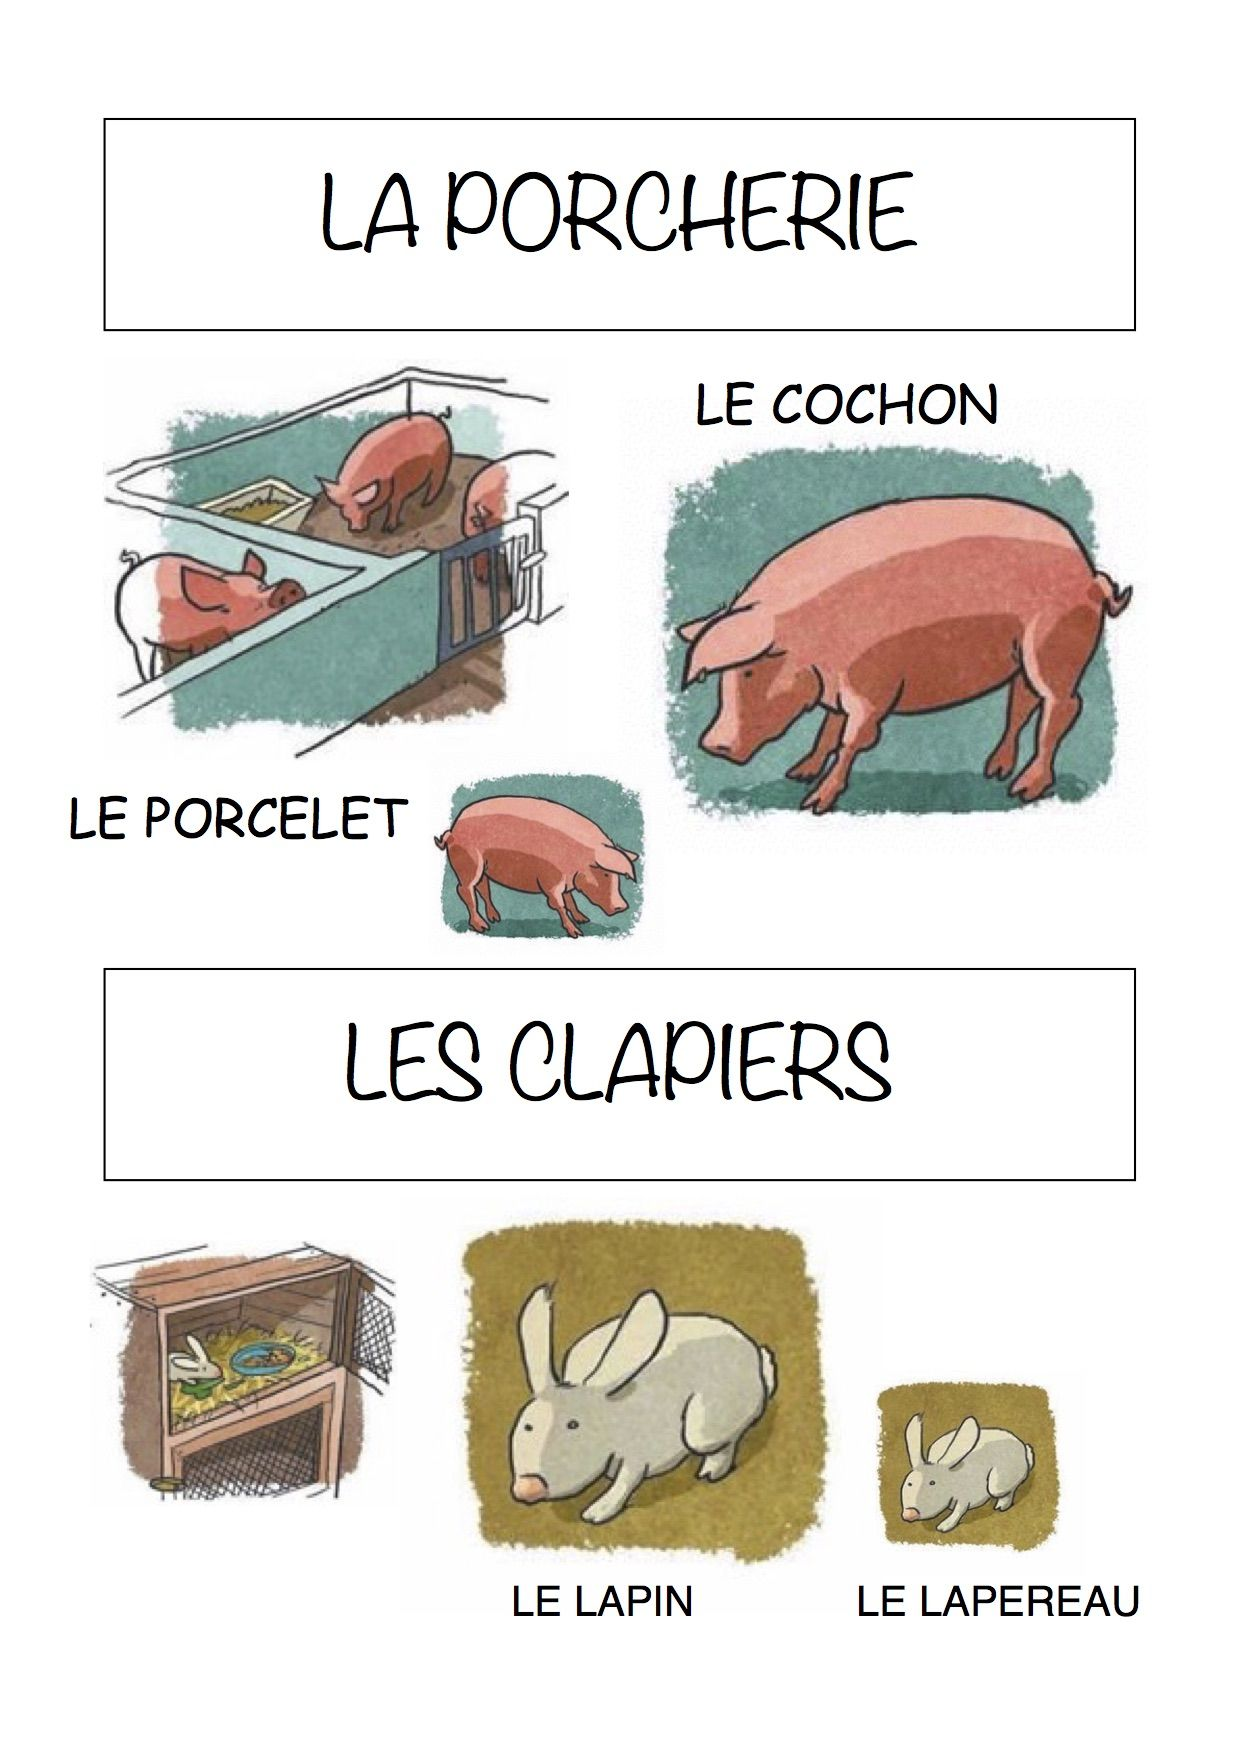 LA PORCHERIE
LE COCHON
LE PORCELET
LES CLAPIERS
LE LAPIN
LE LAPEREAU